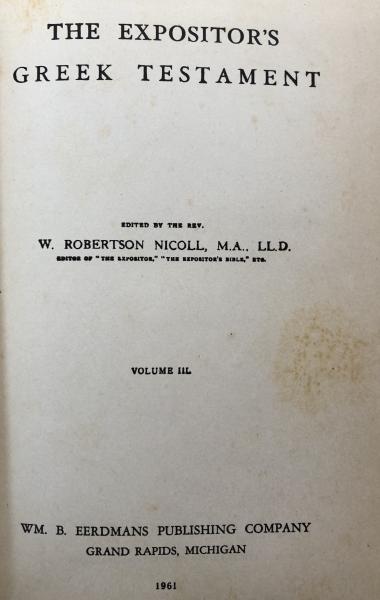 THE EXPOSITOR'S
GREEK TESTAMENT
EDITED BY THE REV.
W. ROBERTSON NICOLL, M.A., LL.D.
EDITOR OF "THE EXPOSITOR," "THE EXPOSITOR'S BIBLE," ETC.
VOLUME III.
WM. B. EERDMANS PUBLISHING COMPANY
GRAND RAPIDS, MICHIGAN
1961